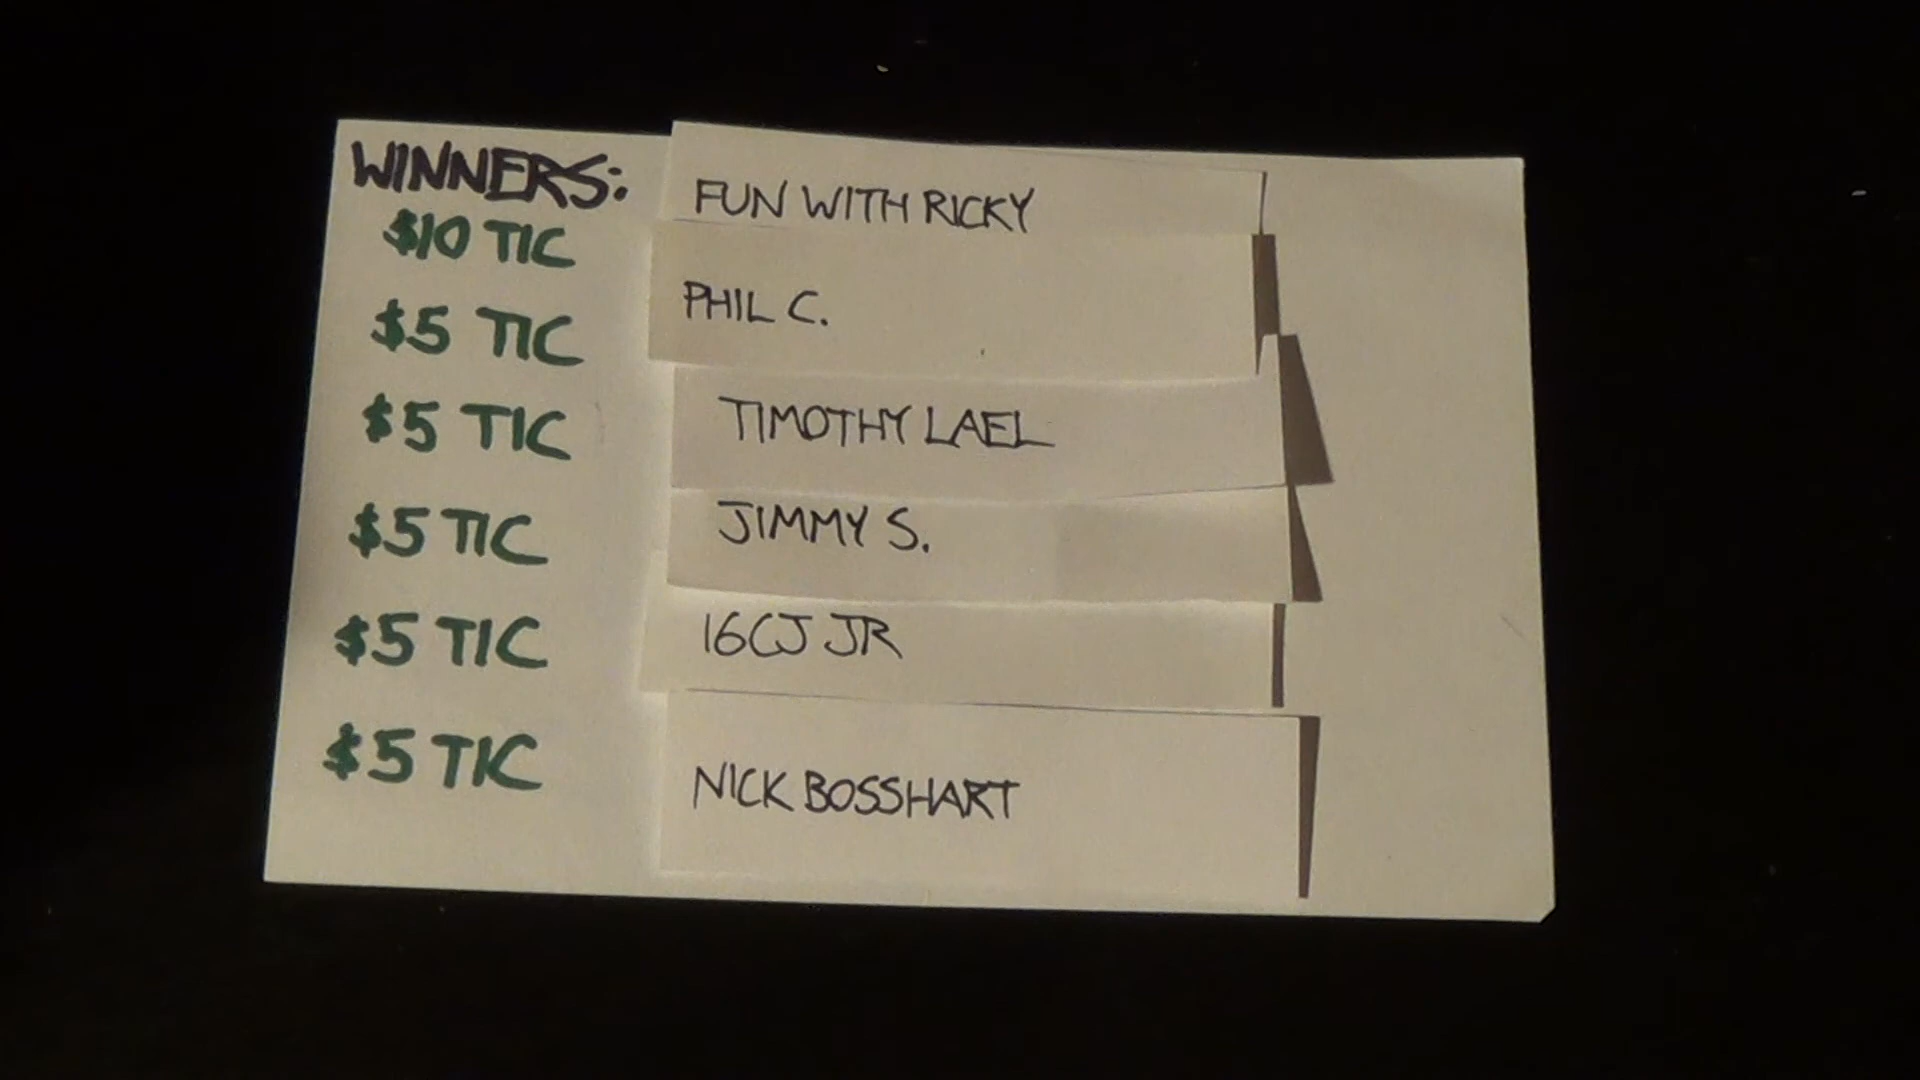 WINNERS:
$10 TIC FUN WITH RICKY
$5 TIC PHIL C.
$5 TIC TIMOTHY LAEL
$5 TIC JIMMY S.
$5 TIC 16CJ JR
$5 TIC NICK BOSSHART